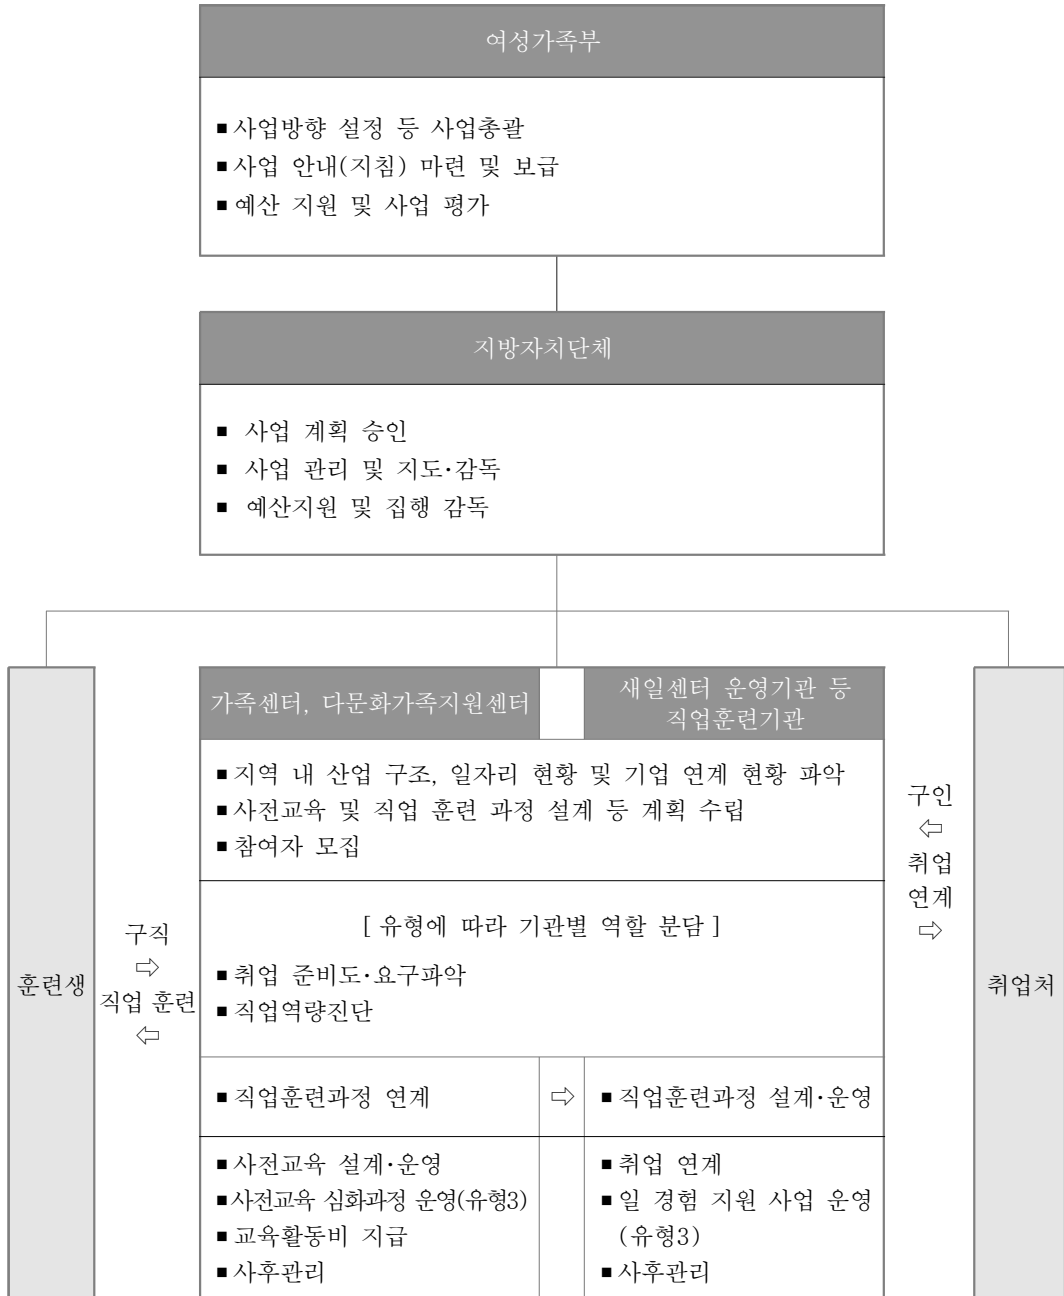 여성가족부
▪사업방향 설정 등 사업총괄
▪사업 안내(지침) 마련 및 보급
▪예산 지원 및 사업 평가
지방자치단체
▪ 사업 계획 승인
▪ 사업 관리 및 지도·감독
▪ 예산지원 및 집행 감독
훈련생
구직
⇨
직업 훈련
⇦
가족센터, 다문화가족지원센터
새일센터 운영기관 등
직업훈련기관
▪지역 내 산업 구조, 일자리 현황 및 기업 연계 현황 파악
▪사전교육 및 직업 훈련 과정 설계 등 계획 수립
▪참여자 모집
[ 유형에 따라 기관별 역할 분담 ]
▪취업 준비도·요구파악
▪직업역량진단
▪직업훈련과정 연계
⇨
▪직업훈련과정 설계·운영
▪사전교육 설계·운영
▪사전교육 심화과정 운영(유형3)
▪교육활동비 지급
▪사후관리
▪취업 연계
▪일 경험 지원 사업 운영
(유형3)
▪사후관리
구인
⇦
취업
연계
⇨
취업처